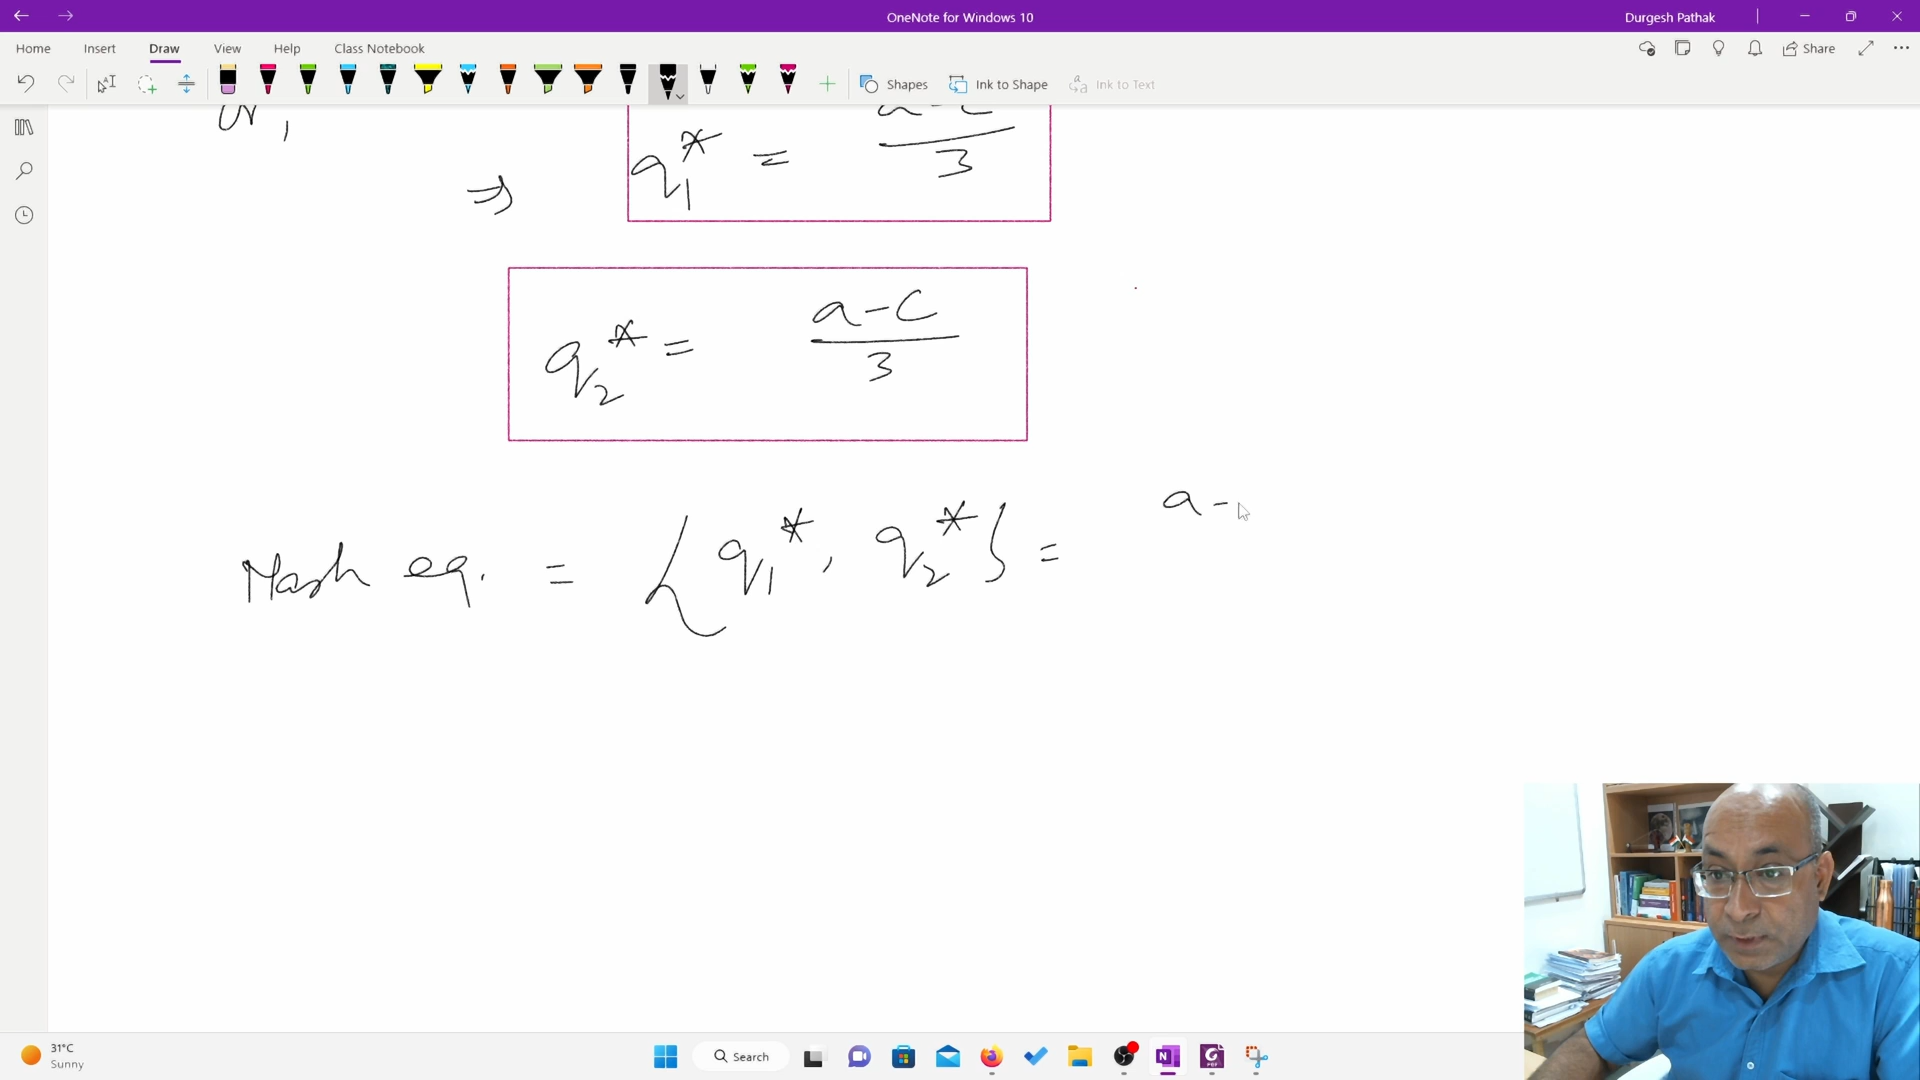 OneNote for Windows 10
Durgesh Pathak
Home Insert Draw View Help Class Notebook
Share
Shapes Ink to Shape Ink to Text
or,
⇒ q₁* = a-c/3
q₂* = a-c/3
Nash eq. = {q₁*, q₂*} = a-
31°C
Sunny
Search